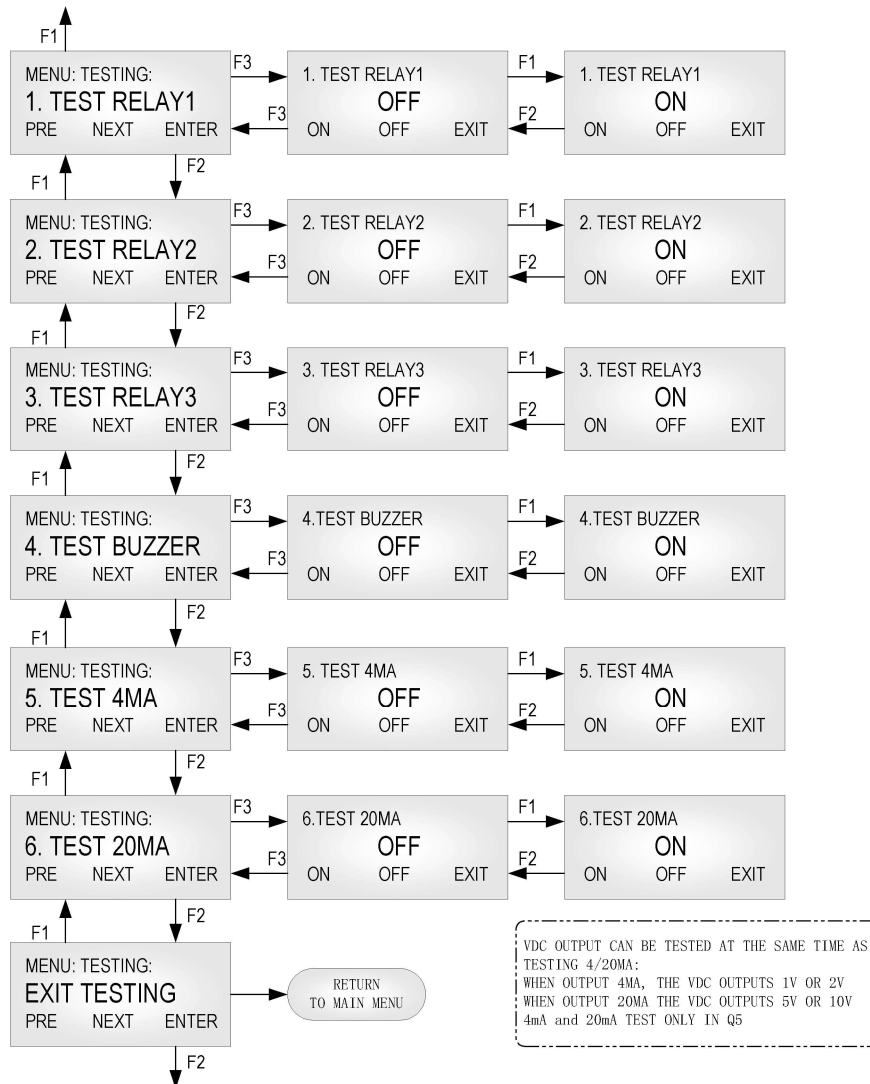 F1
MENU: TESTING:
1. TEST RELAY1
PRE NEXT ENTER
F3
F3
1. TEST RELAY1
OFF
ON OFF EXIT
F1
F2
1. TEST RELAY1
ON
ON OFF EXIT
F1
F2
MENU: TESTING:
2. TEST RELAY2
PRE NEXT ENTER
F3
F3
2. TEST RELAY2
OFF
ON OFF EXIT
F1
F2
2. TEST RELAY2
ON
ON OFF EXIT
F1
F2
MENU: TESTING:
3. TEST RELAY3
PRE NEXT ENTER
F3
F3
3. TEST RELAY3
OFF
ON OFF EXIT
F1
F2
3. TEST RELAY3
ON
ON OFF EXIT
F1
F2
MENU: TESTING:
4. TEST BUZZER
PRE NEXT ENTER
F3
F3
4.TEST BUZZER
OFF
ON OFF EXIT
F1
F2
4.TEST BUZZER
ON
ON OFF EXIT
F1
F2
MENU: TESTING:
5. TEST 4MA
PRE NEXT ENTER
F3
F3
5. TEST 4MA
OFF
ON OFF EXIT
F1
F2
5. TEST 4MA
ON
ON OFF EXIT
F1
F2
MENU: TESTING:
6. TEST 20MA
PRE NEXT ENTER
F3
F3
6.TEST 20MA
OFF
ON OFF EXIT
F1
F2
6.TEST 20MA
ON
ON OFF EXIT
F1
F2
MENU: TESTING:
EXIT TESTING
PRE NEXT ENTER
RETURN
TO MAIN MENU
F2
VDC OUTPUT CAN BE TESTED AT THE SAME TIME AS
TESTING 4/20MA:
WHEN OUTPUT 4MA, THE VDC OUTPUTS 1V OR 2V
WHEN OUTPUT 20MA THE VDC OUTPUTS 5V OR 10V
4mA and 20mA TEST ONLY IN Q5